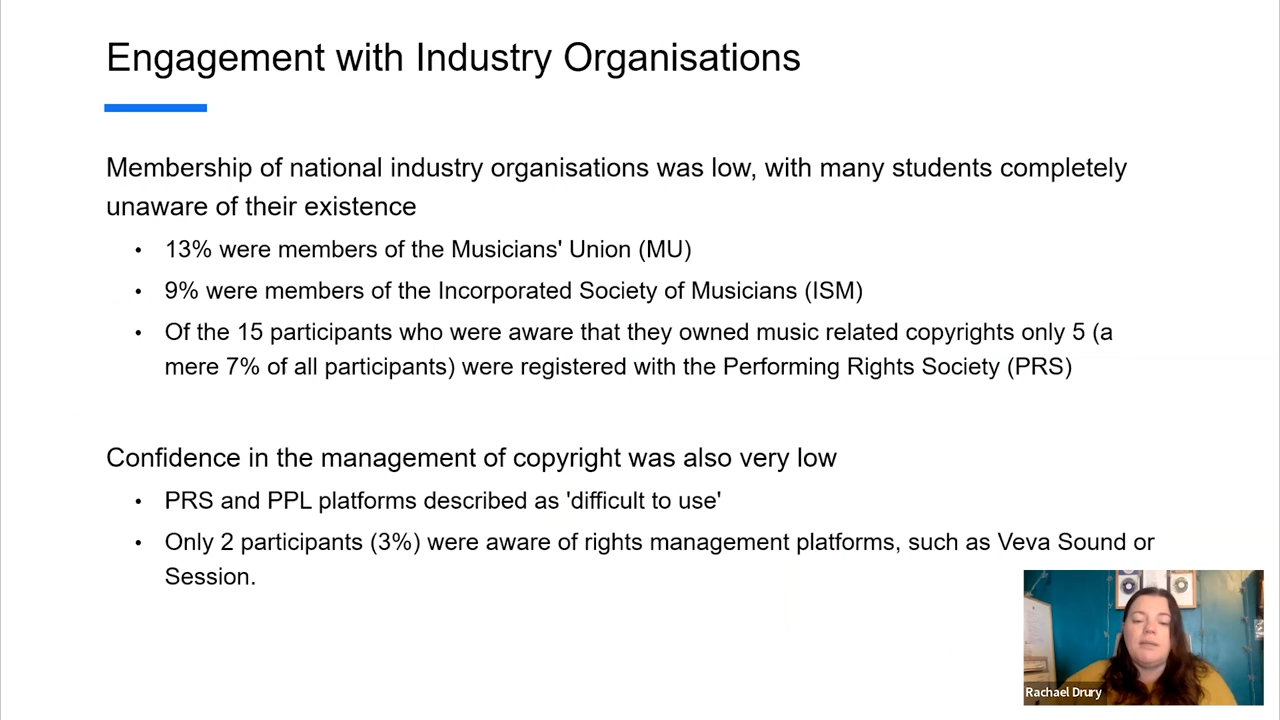 Engagement with Industry Organisations
Membership of national industry organisations was low, with many students completely
unaware of their existence
• 13% were members of the Musicians' Union (MU)
• 9% were members of the Incorporated Society of Musicians (ISM)
• Of the 15 participants who were aware that they owned music related copyrights only 5 (a
mere 7% of all participants) were registered with the Performing Rights Society (PRS)
Confidence in the management of copyright was also very low
• PRS and PPL platforms described as 'difficult to use'
• Only 2 participants (3%) were aware of rights management platforms, such as Veva Sound or
Session.
Rachael Drury